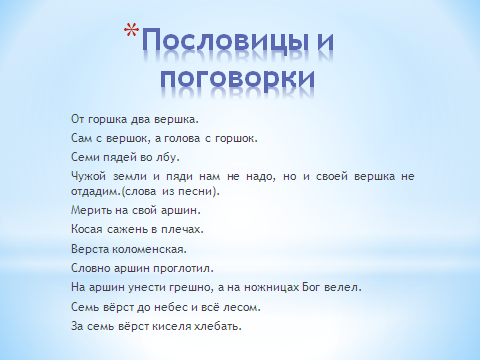 *Пословицы и
поговорки
От горшка два вершка.
Сам с вершок, а голова с горшок.
Семи пядей во лбу.
Чужой земли и пяди нам не надо, но и своей вершка не
отдадим.(слова из песни).
Мерить на свой аршин.
Косая сажень в плечах.
Верста коломенская.
Словно аршин проглотил.
На аршин унести грешно, а на ножницах Бог велел.
Семь вёрст до небес и всё лесом.
За семь вёрст киселя хлебать.